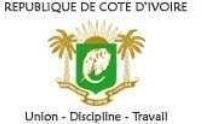 REPUBLIQUE DE COTE D'IVOIRE
Union - Discipline - Travail